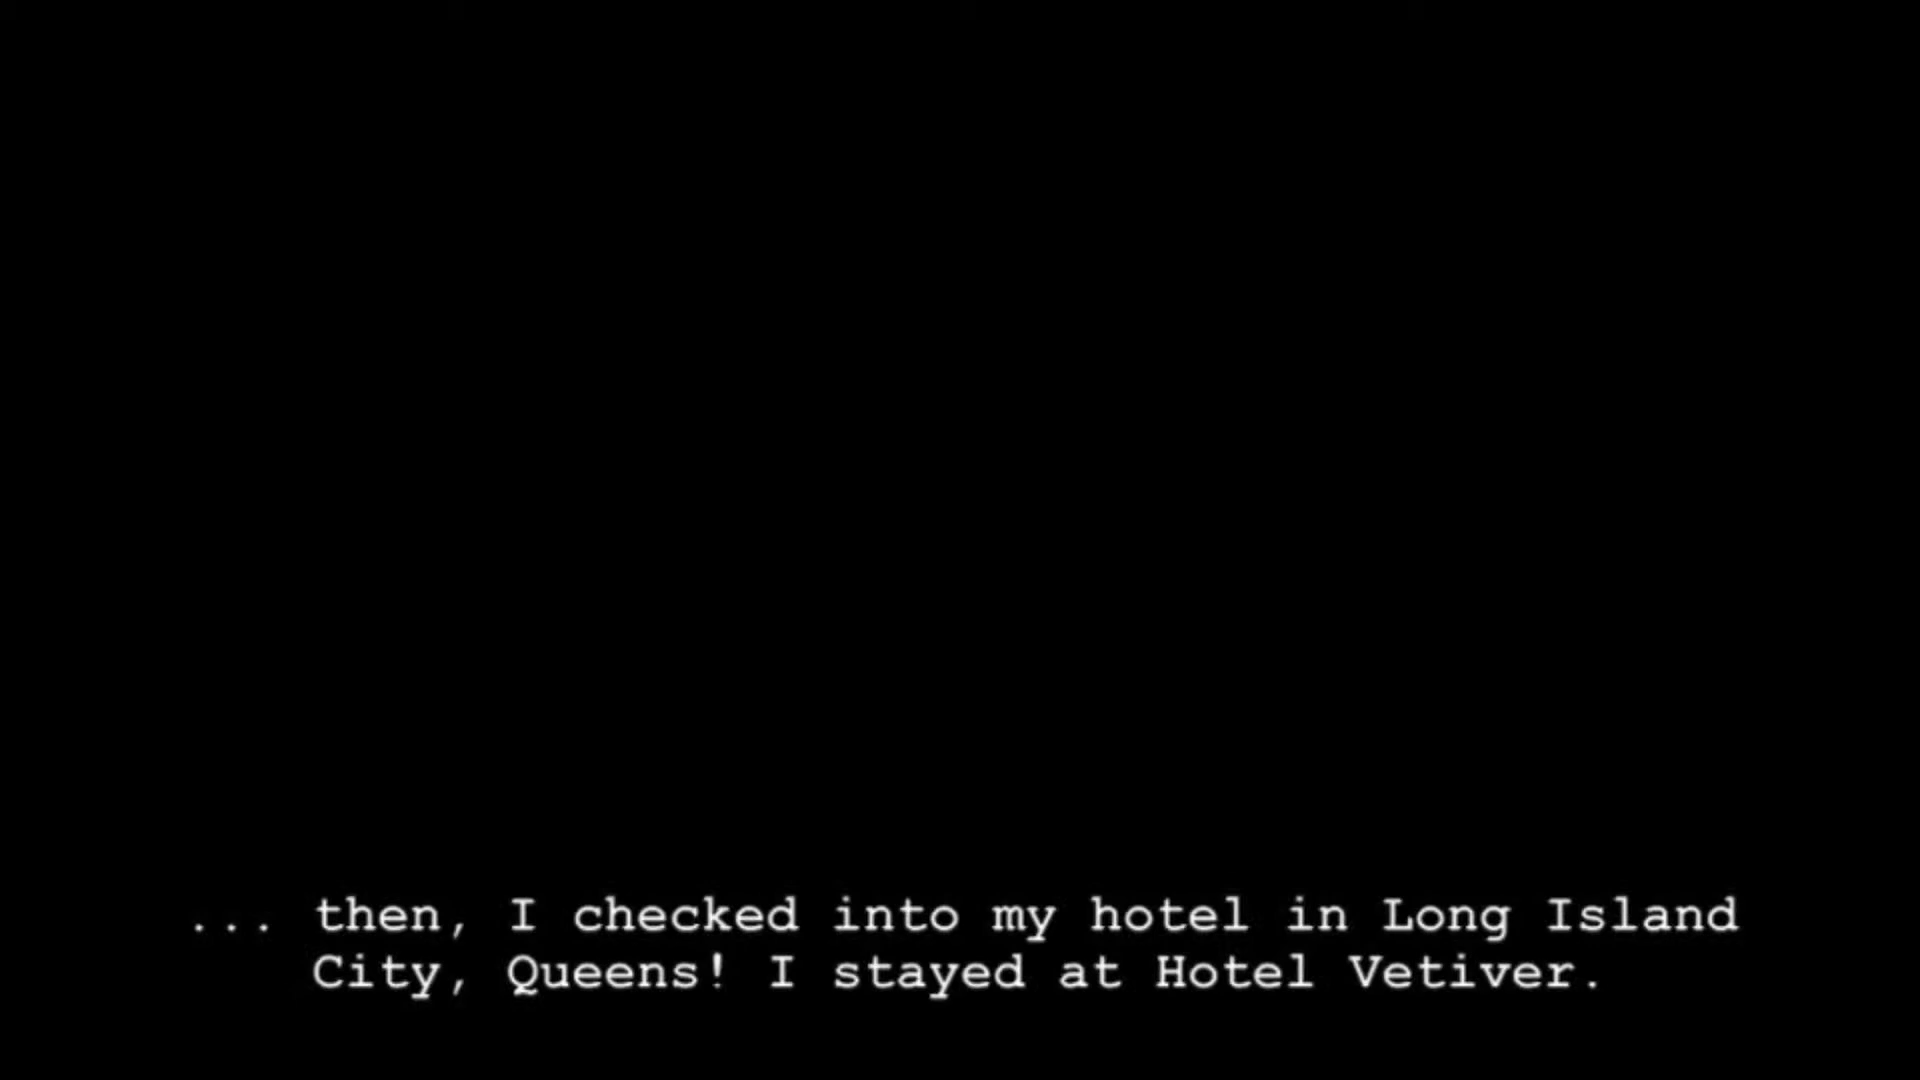 ... then, I checked into my hotel in Long Island
City, Queens! I stayed at Hotel Vetiver.